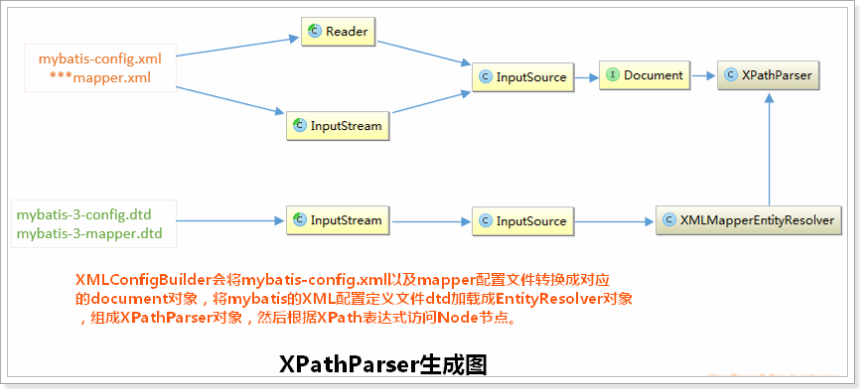 Reader
mybatis-config.xml
***mapper.xml
InputSource
Document
XPathParser
InputStream
mybatis-3-config.dtd
mybatis-3-mapper.dtd
InputStream
InputSource
XMLMapperEntityResolver
XMLConfigBuilder会将mybatis-config.xml以及mapper配置文件转换成对应
的document对象，将mybatis的XML配置定义文件dtd加载成EntityResolver对象
，组成XPathParser对象，然后根据XPath表达式访问Node节点。
XPathParser生成图